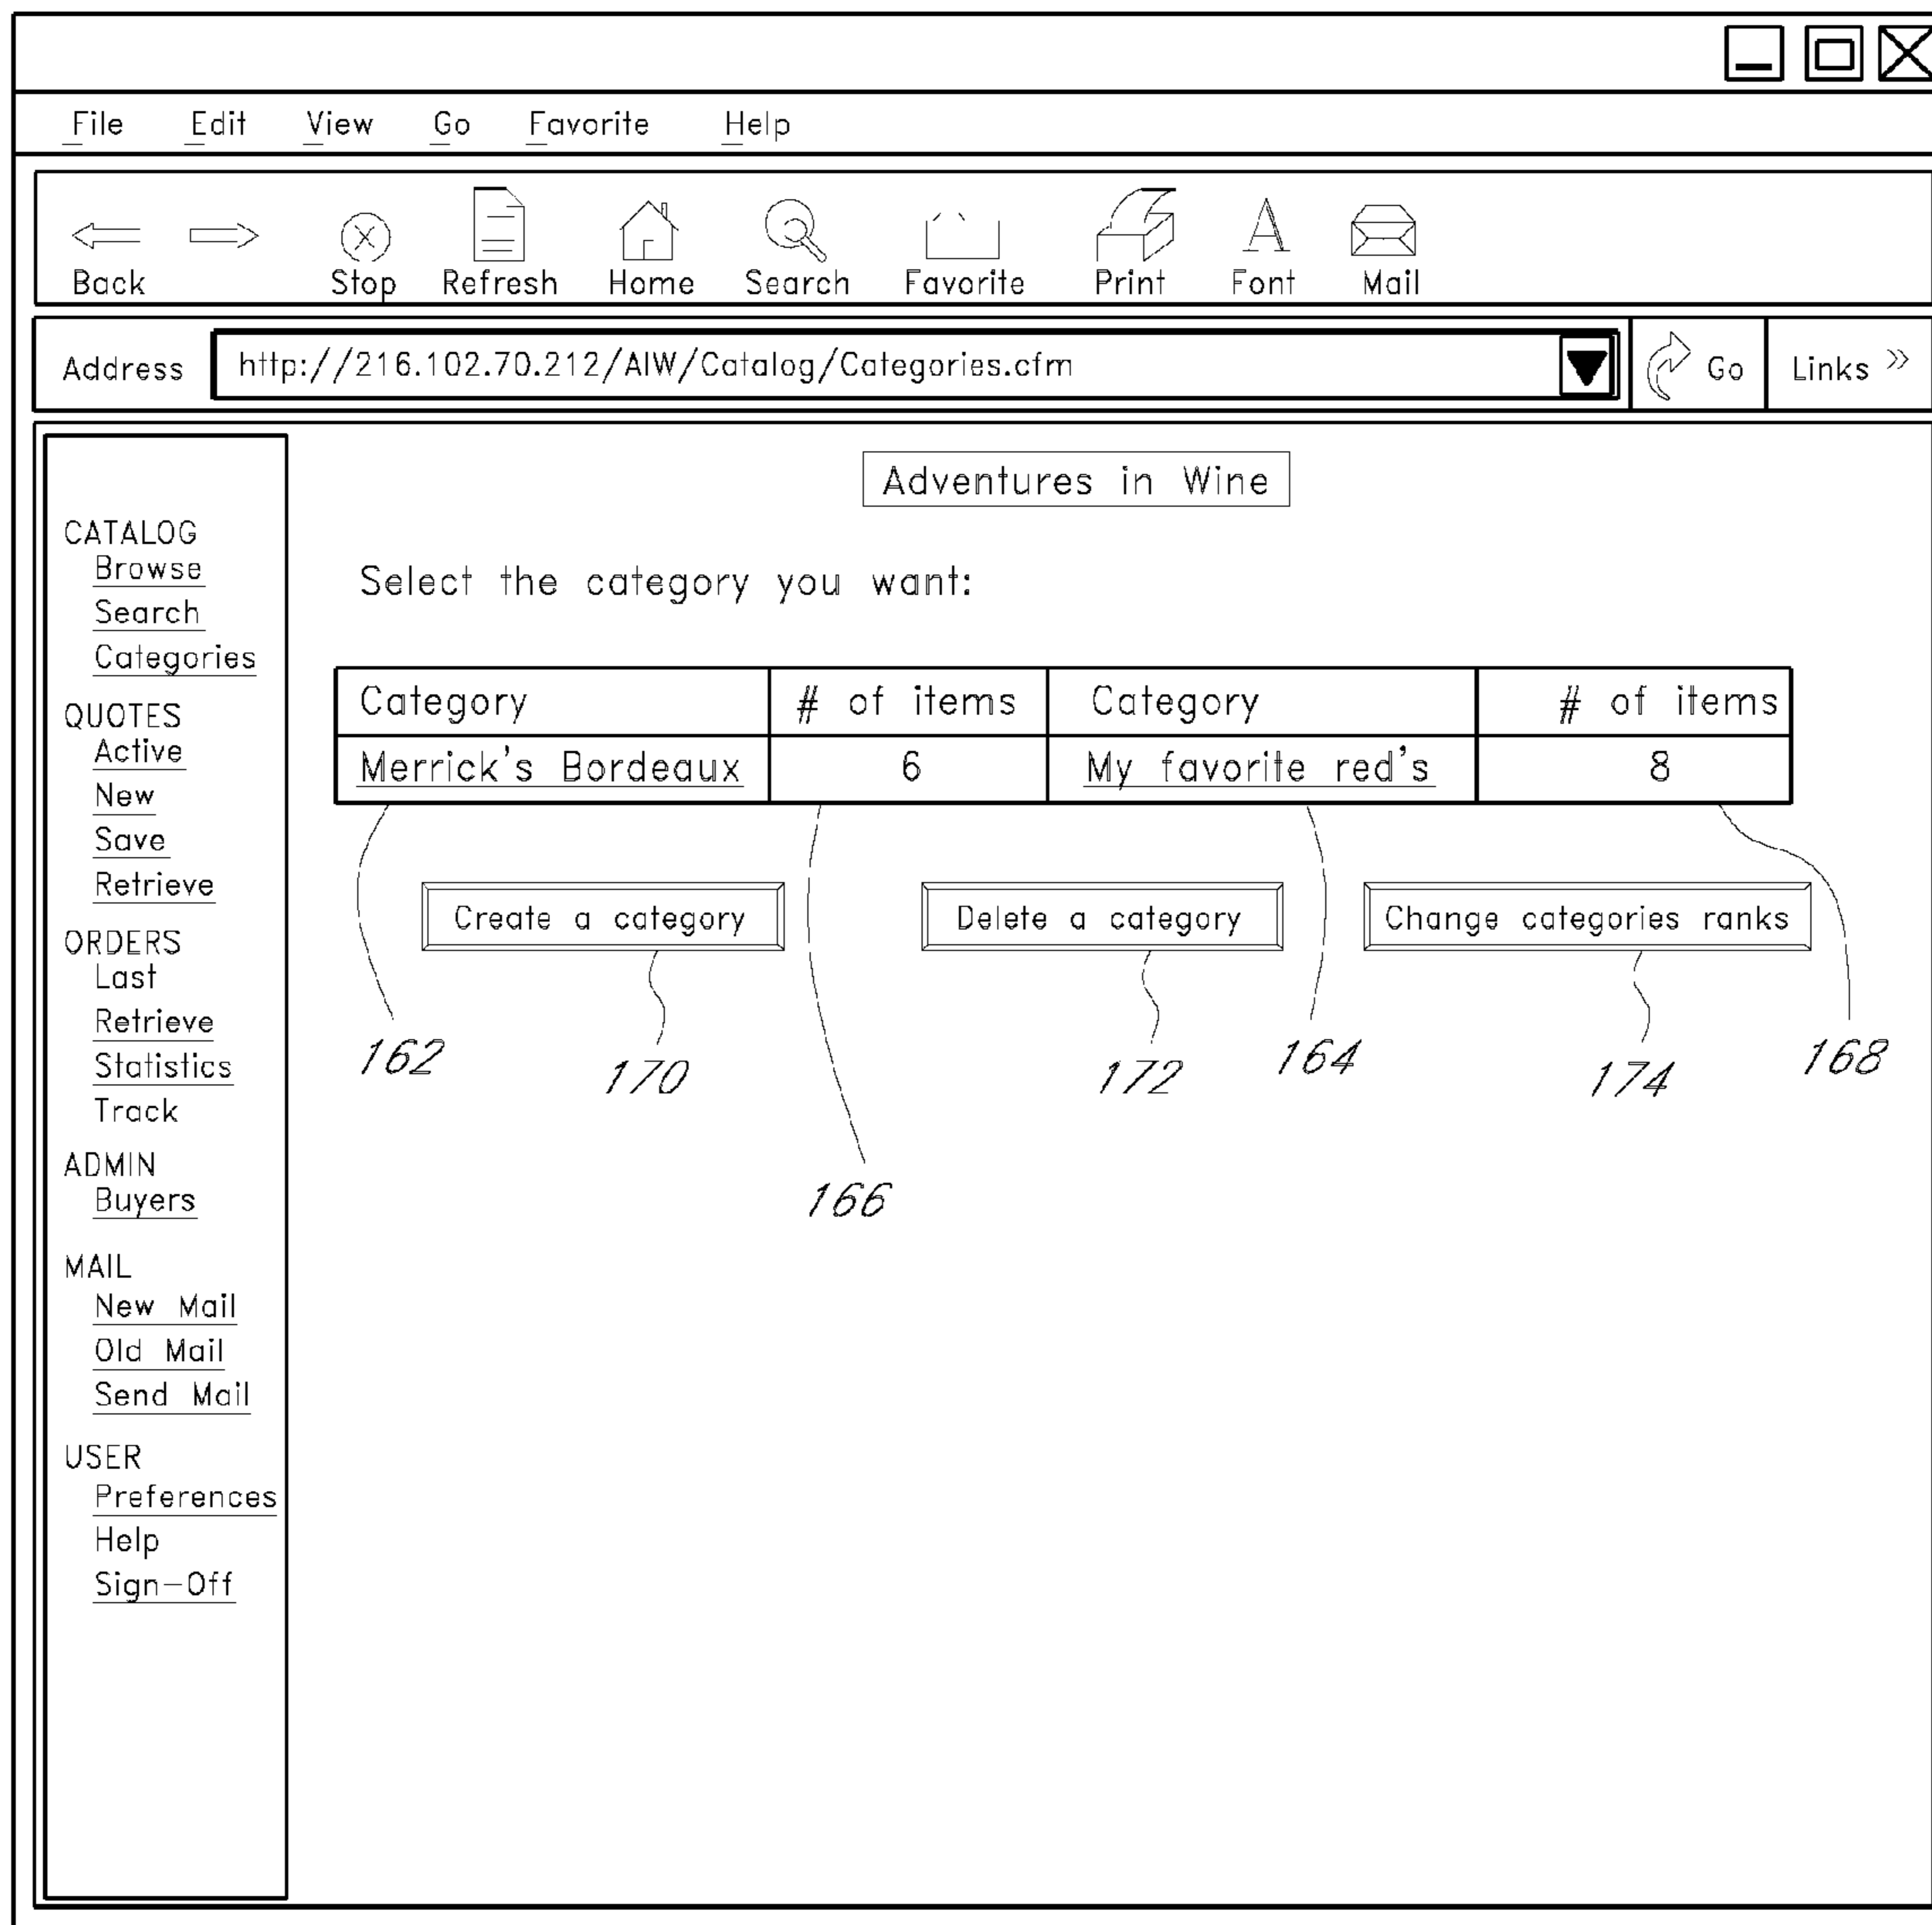 File Edit View Go Favorite Help
Back Stop Refresh Home Search Favorite Print Font Mail
Address http://216.102.70.212/AIW/Catalog/Categories.cfm Go Links »
Adventures in Wine
Select the category you want:
Category # of items Category # of items
Merrick's Bordeaux 6 My favorite red's 8
Create a category Delete a category Change categories ranks
162 170 166 172 164 174 168
CATALOG
Browse
Search
Categories
QUOTES
Active
New
Save
Retrieve
ORDERS
Last
Retrieve
Statistics
Track
ADMIN
Buyers
MAIL
New Mail
Old Mail
Send Mail
USER
Preferences
Help
Sign-Off